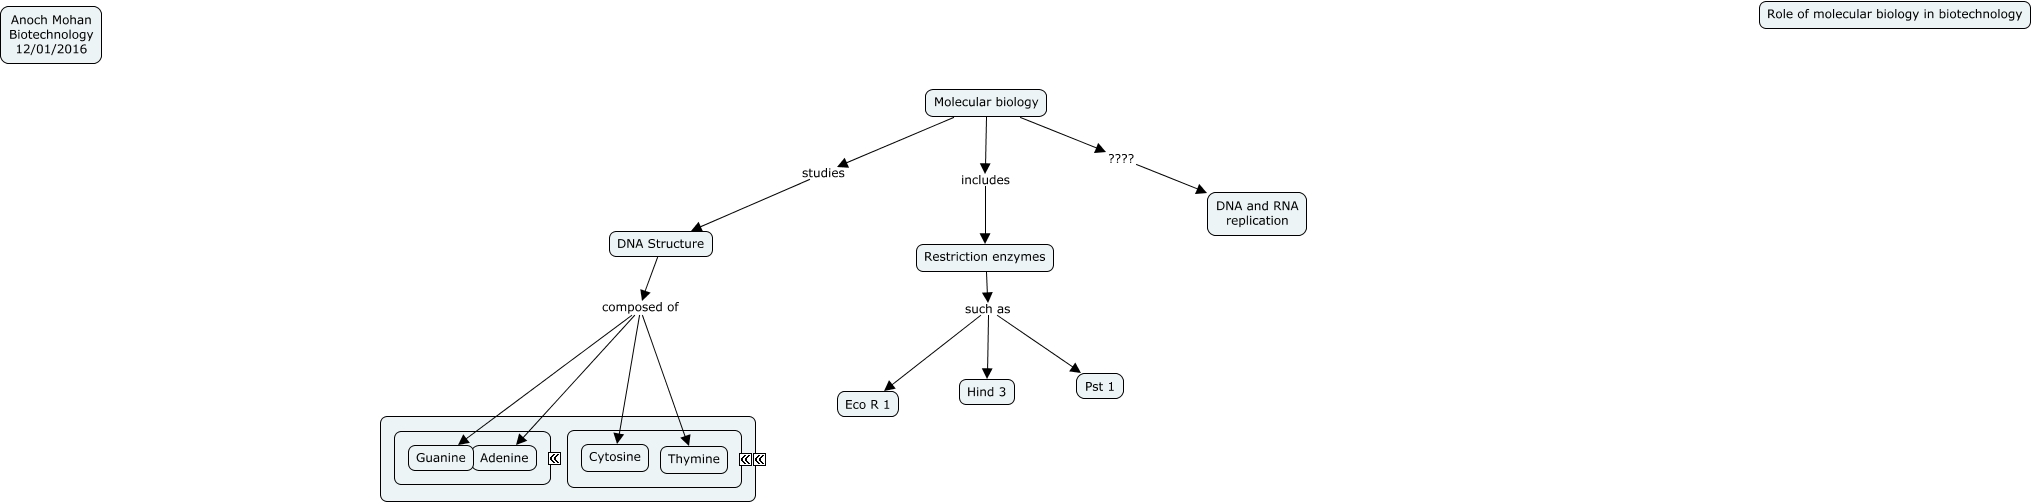 Anoch Mohan
Biotechnology
12/01/2016
Role of molecular biology in biotechnology
Molecular biology
studies
includes
????
DNA and RNA
replication
DNA Structure
Restriction enzymes
composed of
such as
Eco R 1
Hind 3
Pst 1
Guanine
Adenine
Cytosine
Thymine